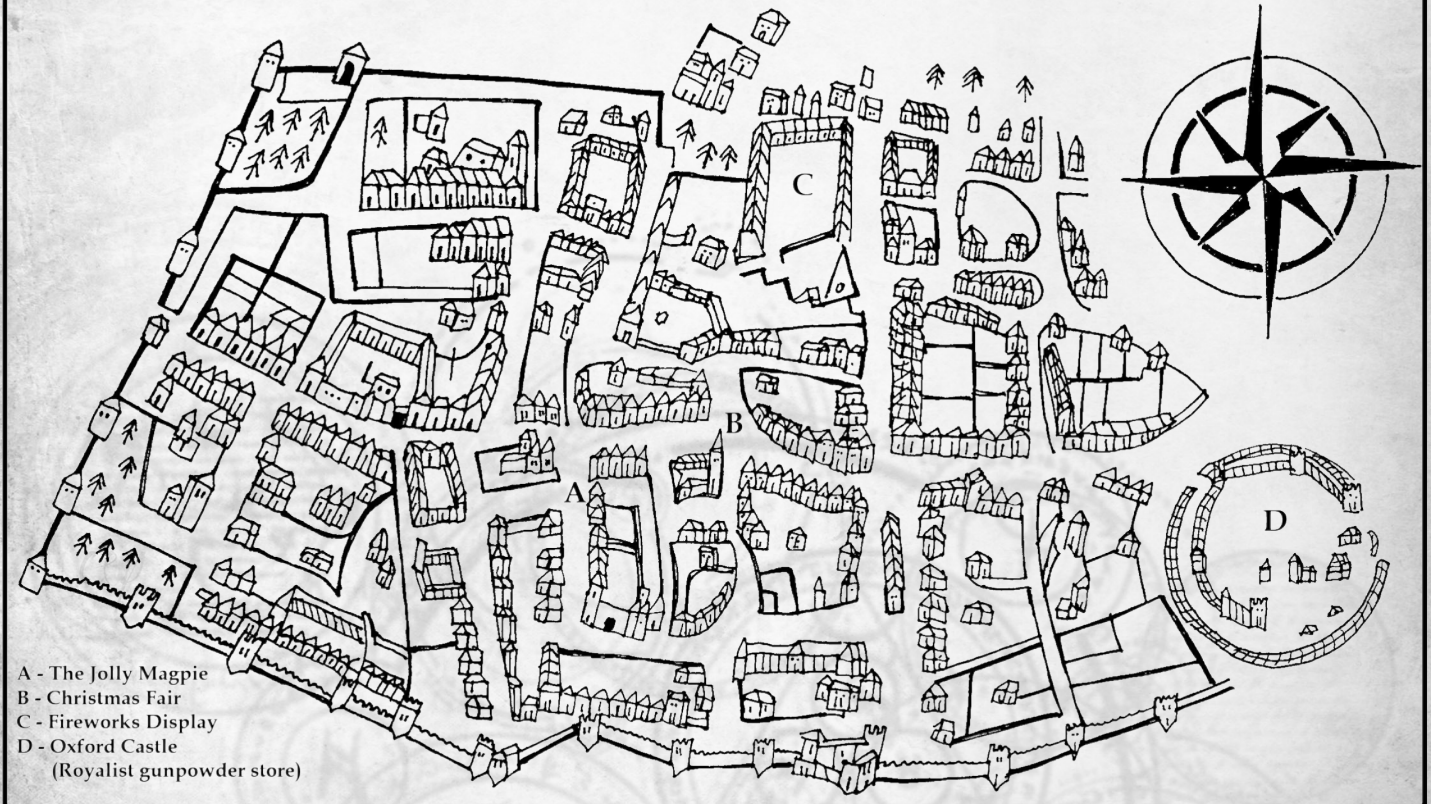 C
B
A
D
A - The Jolly Magpie
B - Christmas Fair
C - Fireworks Display
D - Oxford Castle
(Royalist gunpowder store)